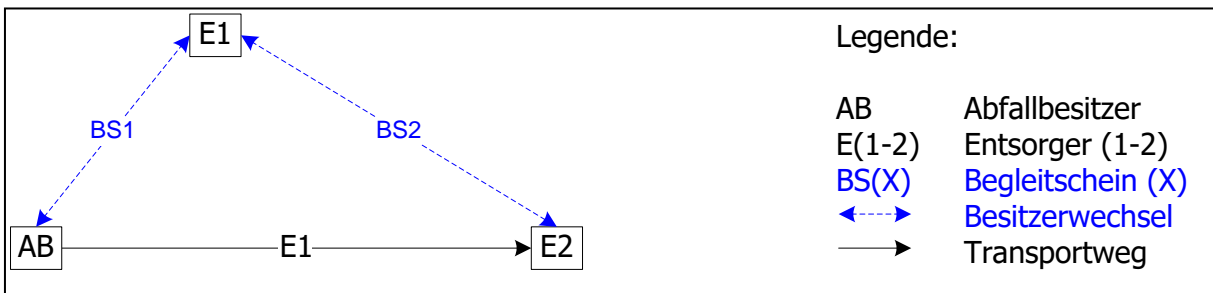 E1
BS1
BS2
AB
E1
E2
Legende:
AB Abfallbesitzer
E(1-2) Entsorger (1-2)
BS(X) Begleitschein (X)
Besitzerwechsel
Transportweg